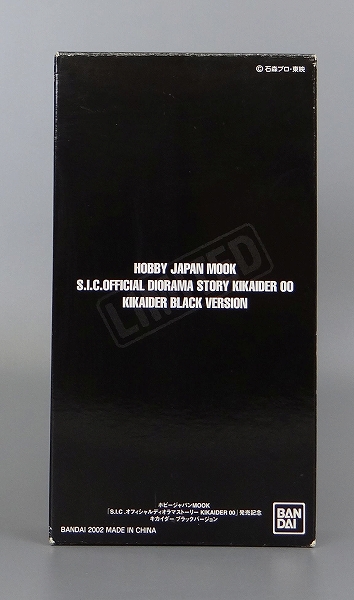 ©石森プロ・東映
LIMITED
HOBBY JAPAN MOOK
S.I.C.OFFICIAL DIORAMA STORY KIKAIDER 00
KIKAIDER BLACK VERSION
ホビージャパンMOOK
「S.I.C.オフィシャルディオラマストーリー KIKAIDER 00」発売記念
キカイダー ブラックバージョン
BANDAI 2002 MADE IN CHINA
BAN
DAI